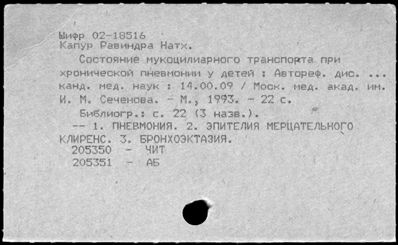 Шифр 02-18516
Капур Равиндра Натх.
Состояние мукоцилиарного транспорта при
хронической пневмонии у детей : Автореф. дис. ...
канд. мед. наук : 14.00.09 / Моск. мед. акад. им.
И. М. Сеченова. - М., 1993. - 22 с.
Библиогр.: с. 22 (3 назв.).
-- 1. ПНЕВМОНИЯ. 2. ЭПИТЕЛИЯ МЕРЦАТЕЛЬНОГО
КЛИРЕНС. 3. БРОНХОЭКТАЗИЯ.
205350 - ЧИТ
205351 - АБ